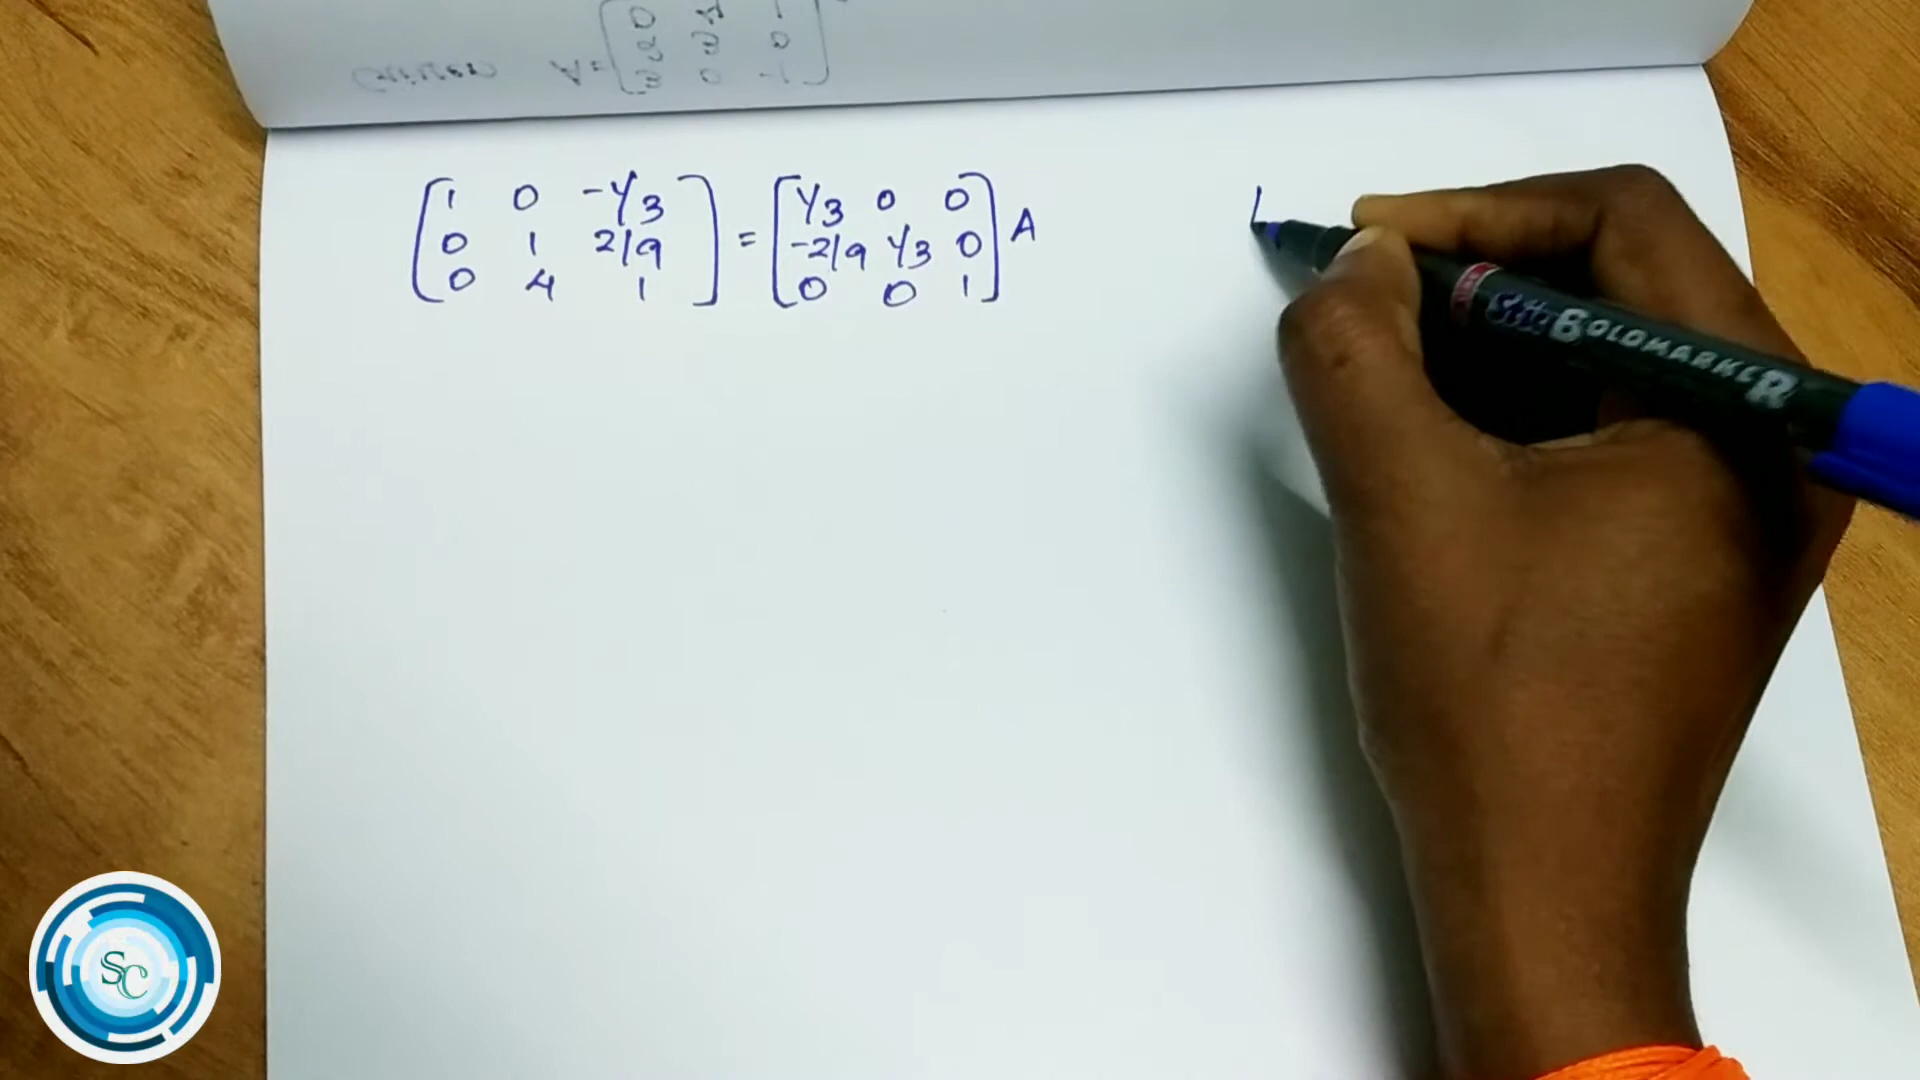 A =
[ 1 0 -1/3 ] [ 1/3 0 0 ]
[ 0 1 2/9 ] = [ -2/9 1/3 0 ] A
[ 0 4 1 ] [ 0 0 1 ]
BOLDMARKER
SC